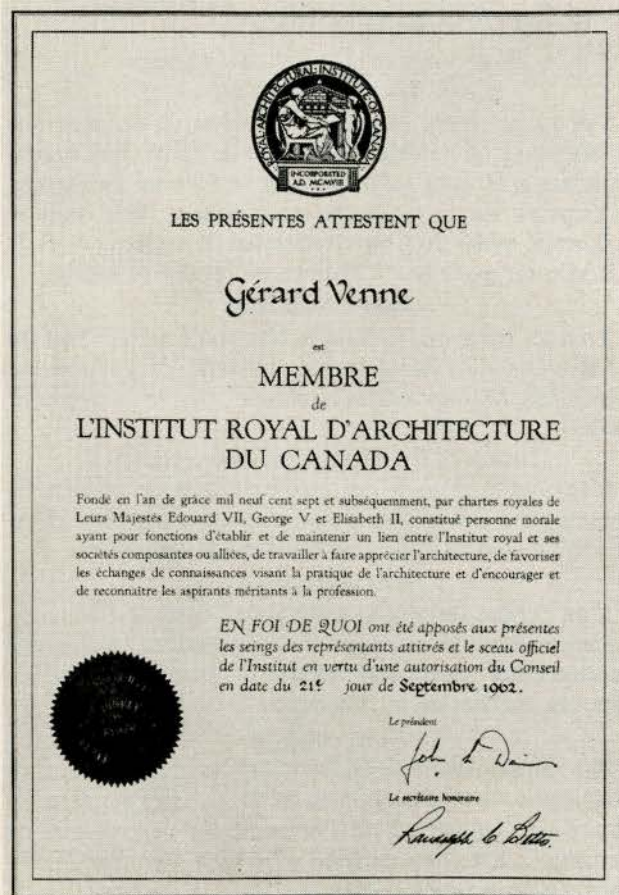 ROYAL ARCHITECTURAL INSTITUTE OF CANADA
INCORPORATED
A.D. MCMVIII
LES PRÉSENTES ATTESTENT QUE
Gérard Venne
est
MEMBRE
de
L'INSTITUT ROYAL D'ARCHITECTURE
DU CANADA
Fondé en l'an de grâce mil neuf cent sept et subséquemment, par chartes royales de
Leurs Majestés Edouard VII, George V et Elisabeth II, constitué personne morale
ayant pour fonctions d'établir et de maintenir un lien entre l'Institut royal et ses
sociétés composantes ou alliées, de travailler à faire apprécier l'architecture, de favoriser
les échanges de connaissances visant la pratique de l'architecture et d'encourager et
de reconnaître les aspirants méritants à la profession.
EN FOI DE QUOI ont été apposés aux présentes
les seings des représentants attitrés et le sceau officiel
de l'Institut en vertu d'une autorisation du Conseil
en date du 21e jour de Septembre 1962.
Le président
John L
Le secrétaire honoraire